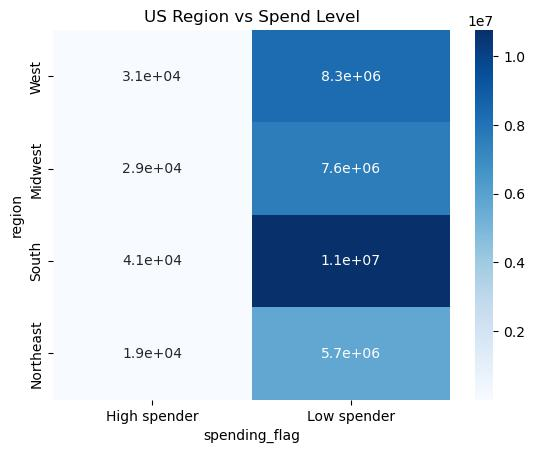 US Region vs Spend Level
1e7
West
3.1e+04
8.3e+06
1.0
Midwest
2.9e+04
7.6e+06
0.8
region
0.6
South
4.1e+04
1.1e+07
0.4
Northeast
1.9e+04
5.7e+06
0.2
High spender
Low spender
spending_flag